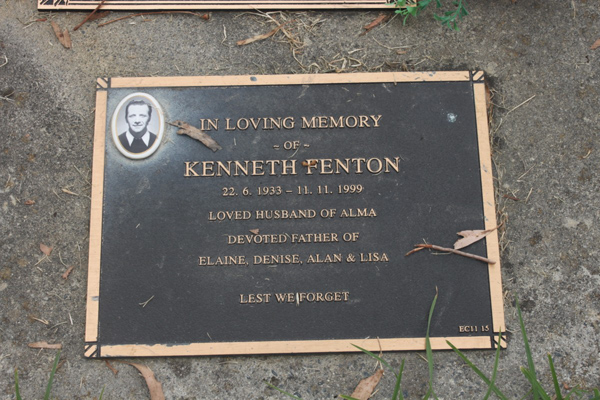 IN LOVING MEMORY
~ OF ~
KENNETH FENTON
22. 6. 1933 – 11. 11. 1999
LOVED HUSBAND OF ALMA
DEVOTED FATHER OF
ELAINE, DENISE, ALAN & LISA
LEST WE FORGET
EC11 15